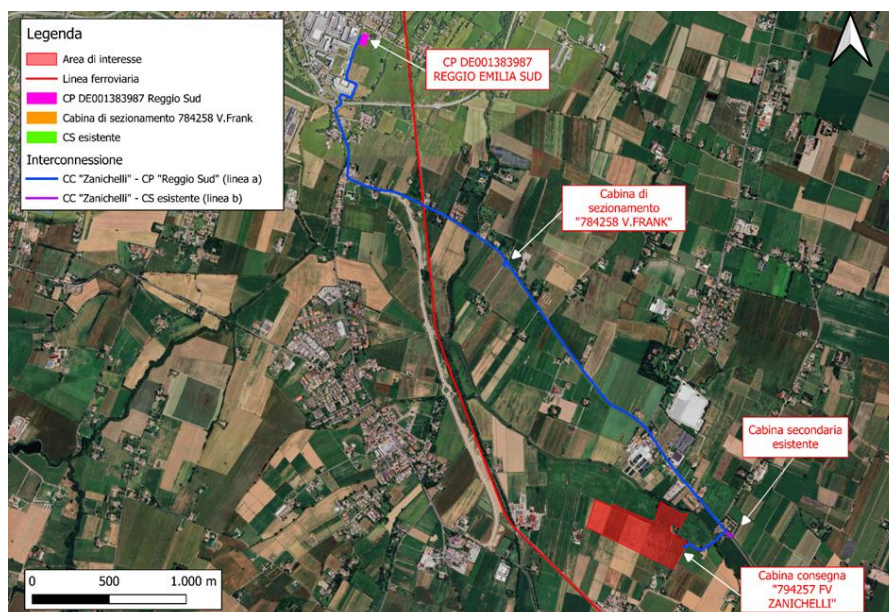 Legenda
Area di interesse
Linea ferroviaria
CP DE001383987 Reggio Sud
Cabina di sezionamento 784258 V.Frank
CS esistente
Interconnessione
CC "Zanichelli" - CP "Reggio Sud" (linea a)
CC "Zanichelli" - CS esistente (linea b)
CP DE001383987
REGGIO EMILIA SUD
Cabina di
sezionamento
"784258 V.FRANK"
Cabina secondaria
esistente
Cabina consegna
"794257 FV
ZANICHELLI"
0 500 1.000 m